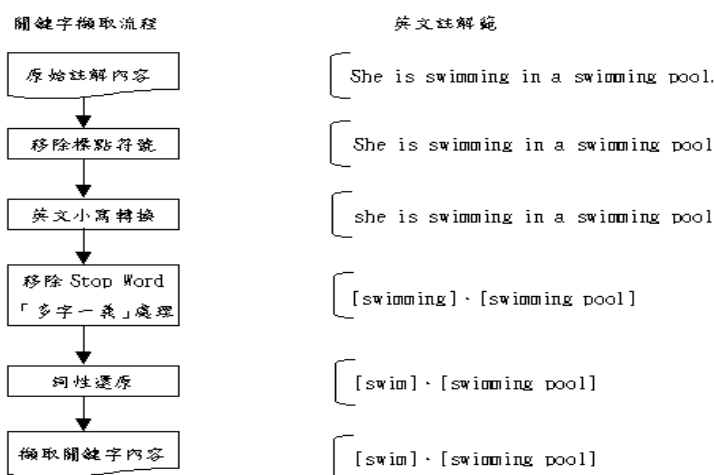 關鍵字擷取流程
英文註解範
原始註解內容
She is swimming in a swimming pool.
移除標點符號
She is swimming in a swimming pool
英文小寫轉換
she is swimming in a swimming pool
移除 Stop Word
「多字一義」處理
[swimming]、[swimming pool]
詞性還原
[swim]、[swimming pool]
擷取關鍵字內容
[swim]、[swimming pool]